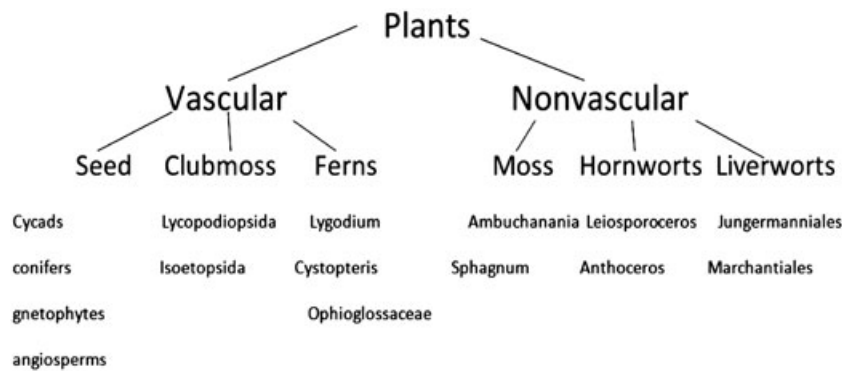 Plants
Vascular Nonvascular
Seed Clubmoss Ferns Moss Hornworts Liverworts
Cycads Lycopodiopsida Lygodium Ambuchanania Leiosporoceros Jungermanniales
conifers Isoetopsida Cystopteris Sphagnum Anthoceros Marchantiales
gnetophytes Ophioglossaceae
angiosperms